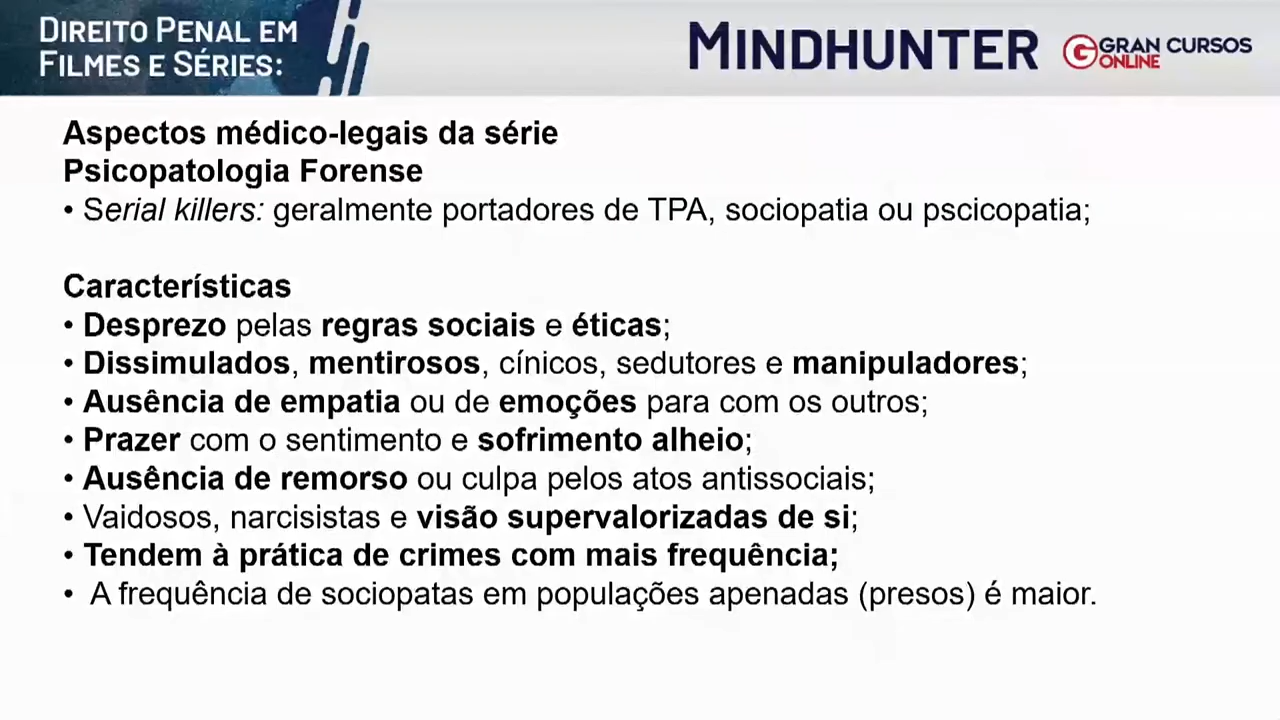 DIREITO PENAL EM
FILMES E SÉRIES:
MINDHUNTER
GRAN CURSOS
ONLINE
Aspectos médico-legais da série
Psicopatologia Forense
• Serial killers: geralmente portadores de TPA, sociopatia ou pscicopatia;
Características
• Desprezo pelas regras sociais e éticas;
• Dissimulados, mentirosos, cínicos, sedutores e manipuladores;
• Ausência de empatia ou de emoções para com os outros;
• Prazer com o sentimento e sofrimento alheio;
• Ausência de remorso ou culpa pelos atos antissociais;
• Vaidosos, narcisistas e visão supervalorizadas de si;
• Tendem à prática de crimes com mais frequência;
• A frequência de sociopatas em populações apenadas (presos) é maior.